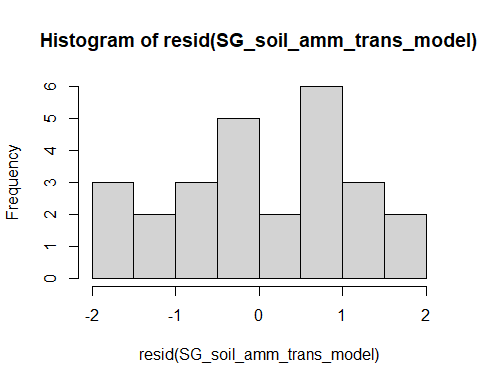 Histogram of resid(SG_soil_amm_trans_model)
Frequency
6
5
4
3
2
1
0
-2 -1 0 1 2
resid(SG_soil_amm_trans_model)